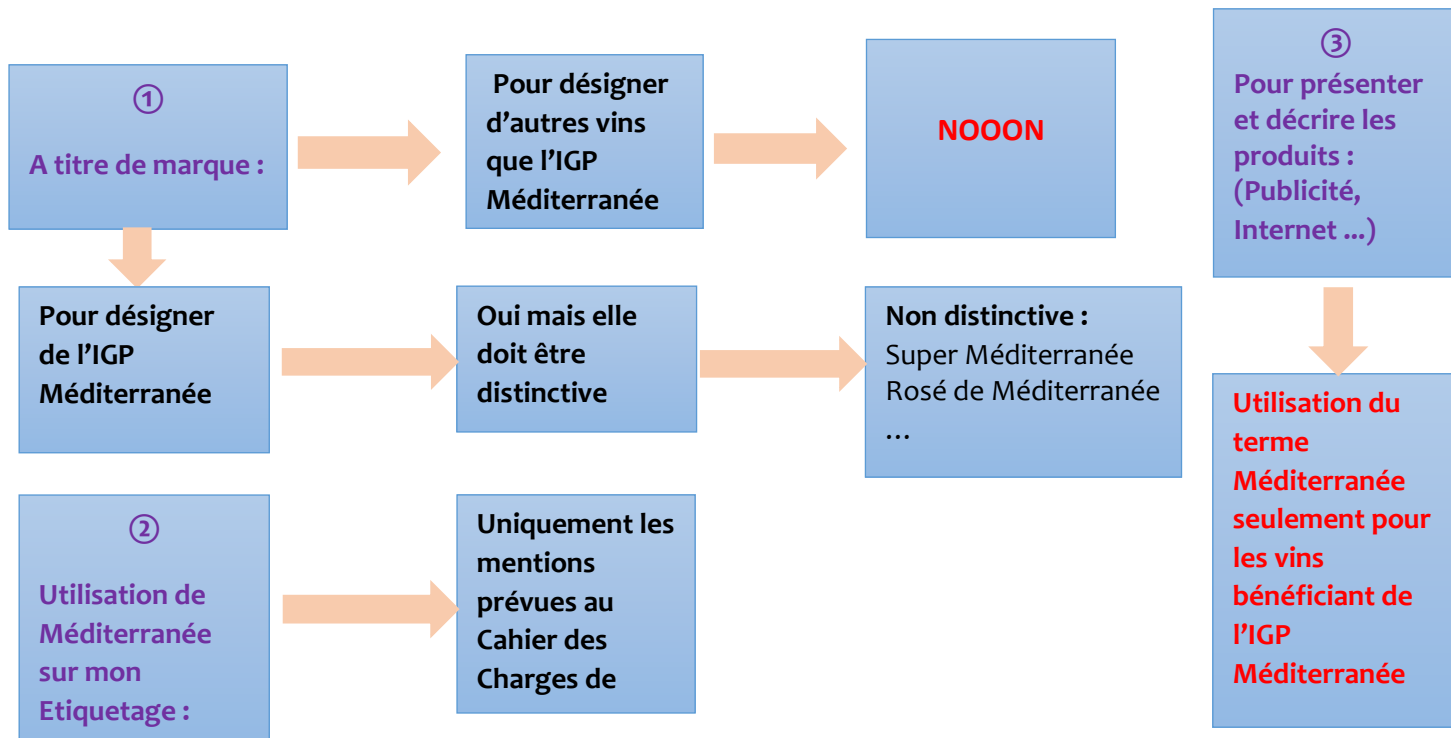 ①
A titre de marque :
Pour désigner
d’autres vins
que l’IGP
Méditerranée
NOOON
Pour désigner
de l’IGP
Méditerranée
Oui mais elle
doit être
distinctive
Non distinctive :
Super Méditerranée
Rosé de Méditerranée
…
②
Utilisation de
Méditerranée
sur mon
Etiquetage :
Uniquement les
mentions
prévues au
Cahier des
Charges de
③
Pour présenter
et décrire les
produits :
(Publicité,
Internet ...)
Utilisation du
terme
Méditerranée
seulement pour
les vins
bénéficiant de
l’IGP
Méditerranée